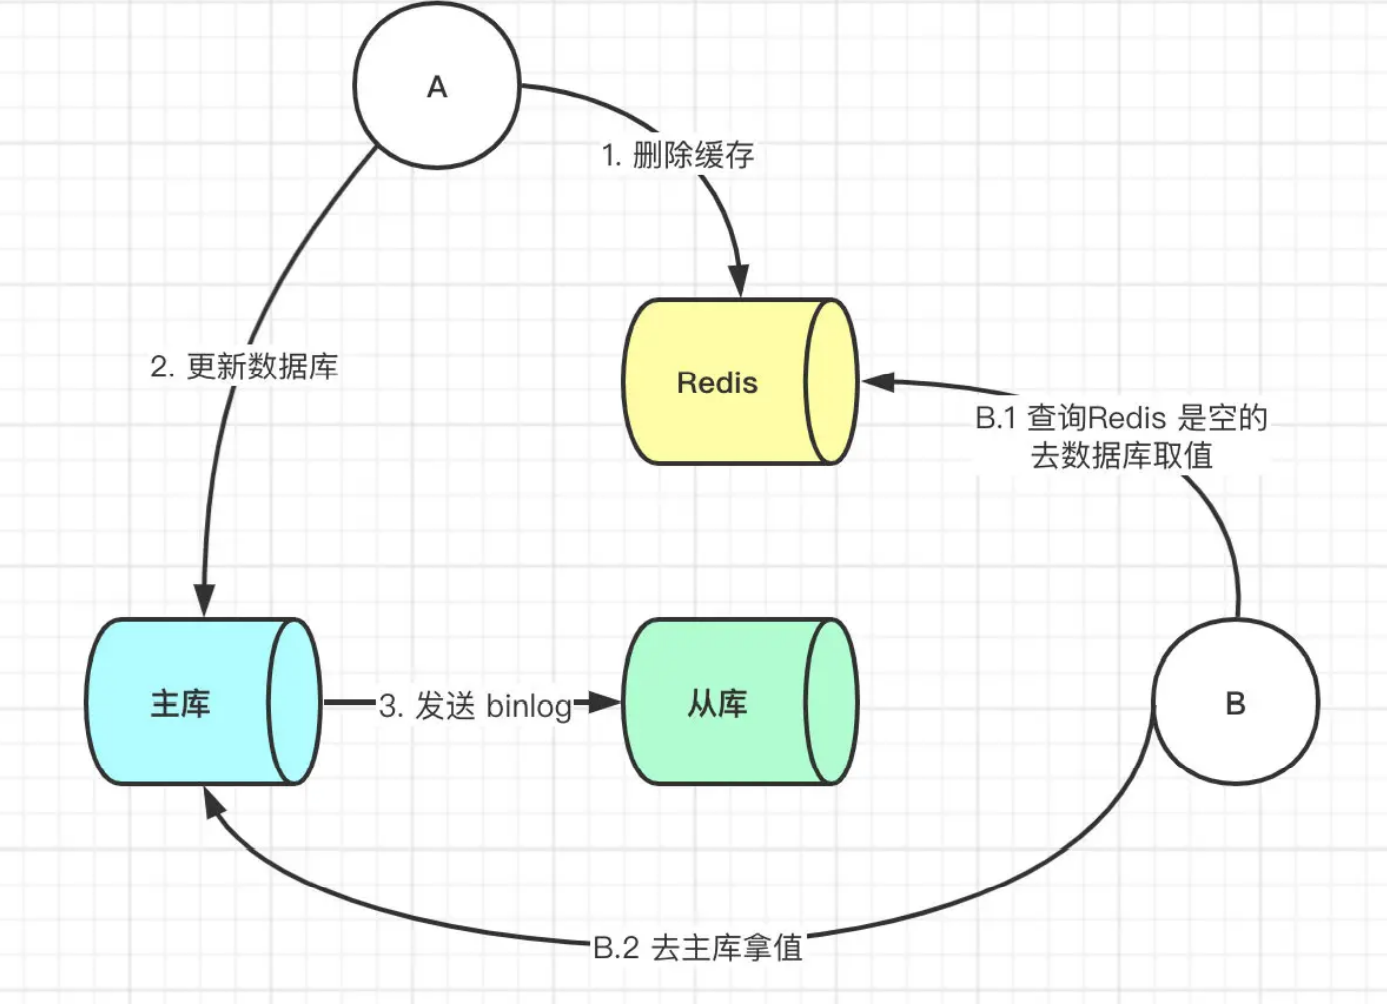 A
1. 删除缓存
2. 更新数据库
Redis
B.1 查询Redis 是空的
去数据库取值
主库
3. 发送 binlog
从库
B
B.2 去主库拿值